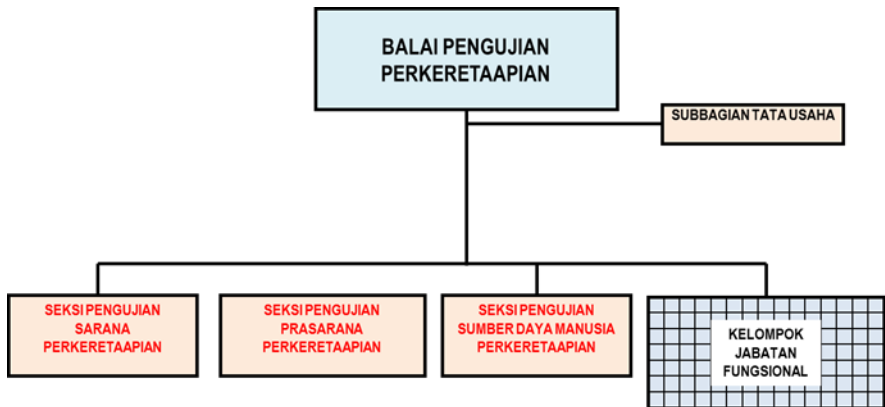 BALAI PENGUJIAN
PERKERETAAPIAN
SUBBAGIAN TATA USAHA
SEKSI PENGUJIAN
SARANA
PERKERETAAPIAN
SEKSI PENGUJIAN
PRASARANA
PERKERETAAPIAN
SEKSI PENGUJIAN
SUMBER DAYA MANUSIA
PERKERETAAPIAN
KELOMPOK
JABATAN
FUNGSIONAL